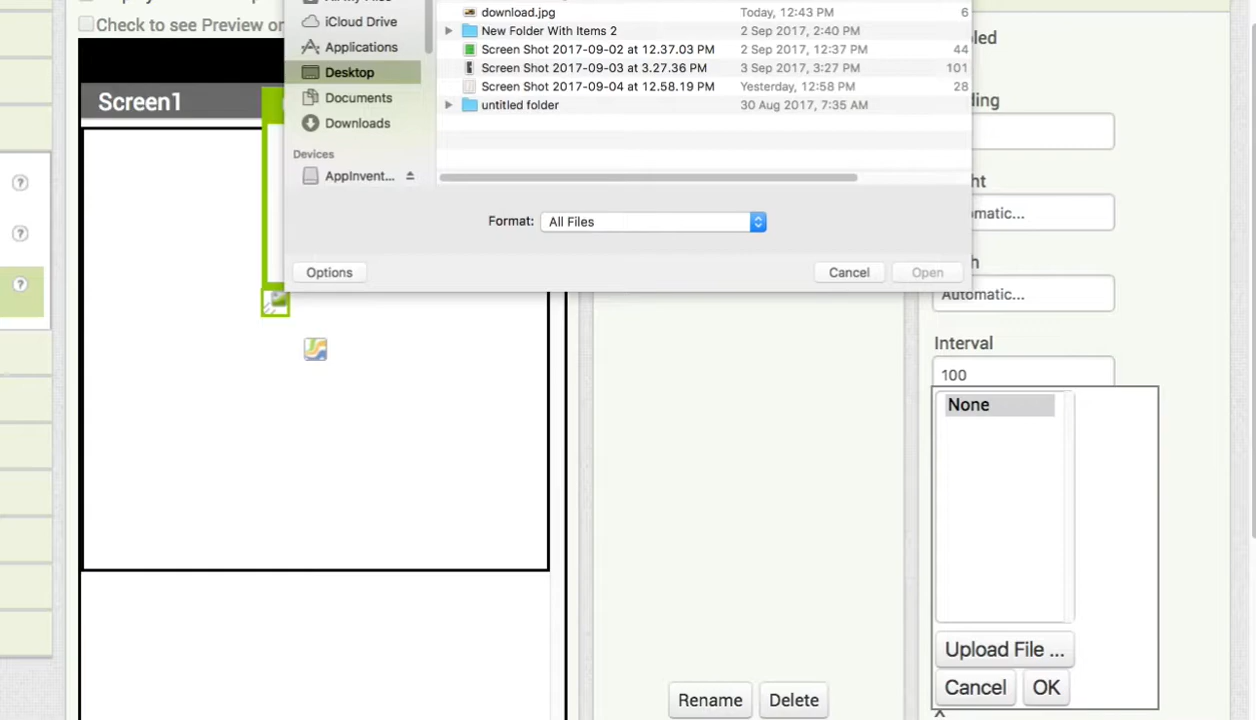 Check to see Preview on
Screen1
iCloud Drive
Applications
Desktop
Documents
Downloads
Devices
AppInvent...
download.jpg Today, 12:43 PM 6
New Folder With Items 2 2 Sep 2017, 2:40 PM
Screen Shot 2017-09-02 at 12.37.03 PM 2 Sep 2017, 12:37 PM 44
Screen Shot 2017-09-03 at 3.27.36 PM 3 Sep 2017, 3:27 PM 101
Screen Shot 2017-09-04 at 12.58.19 PM Yesterday, 12:58 PM 28
untitled folder 30 Aug 2017, 7:35 AM
Format: All Files
Options Cancel Open
?
?
?
Automatic...
Interval
100
None
Upload File ...
Cancel OK
Rename Delete